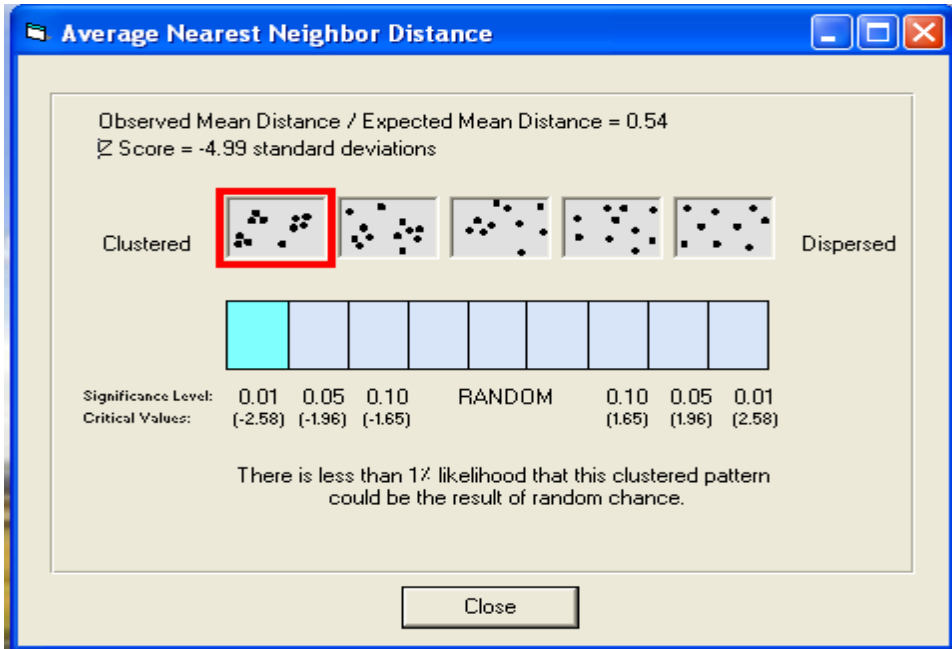 Average Nearest Neighbor Distance
Observed Mean Distance / Expected Mean Distance = 0.54
Z Score = -4.99 standard deviations
Clustered
Dispersed
Significance Level: 0.01 0.05 0.10 RANDOM 0.10 0.05 0.01
Critical Values: (-2.58) (-1.96) (-1.65) (1.65) (1.96) (2.58)
There is less than 1% likelihood that this clustered pattern
could be the result of random chance.
Close